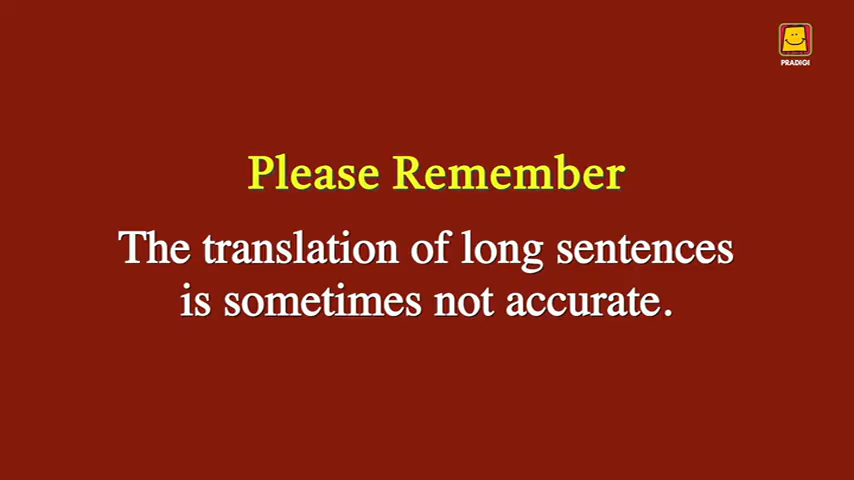 PRADIGI
Please Remember
The translation of long sentences
is sometimes not accurate.